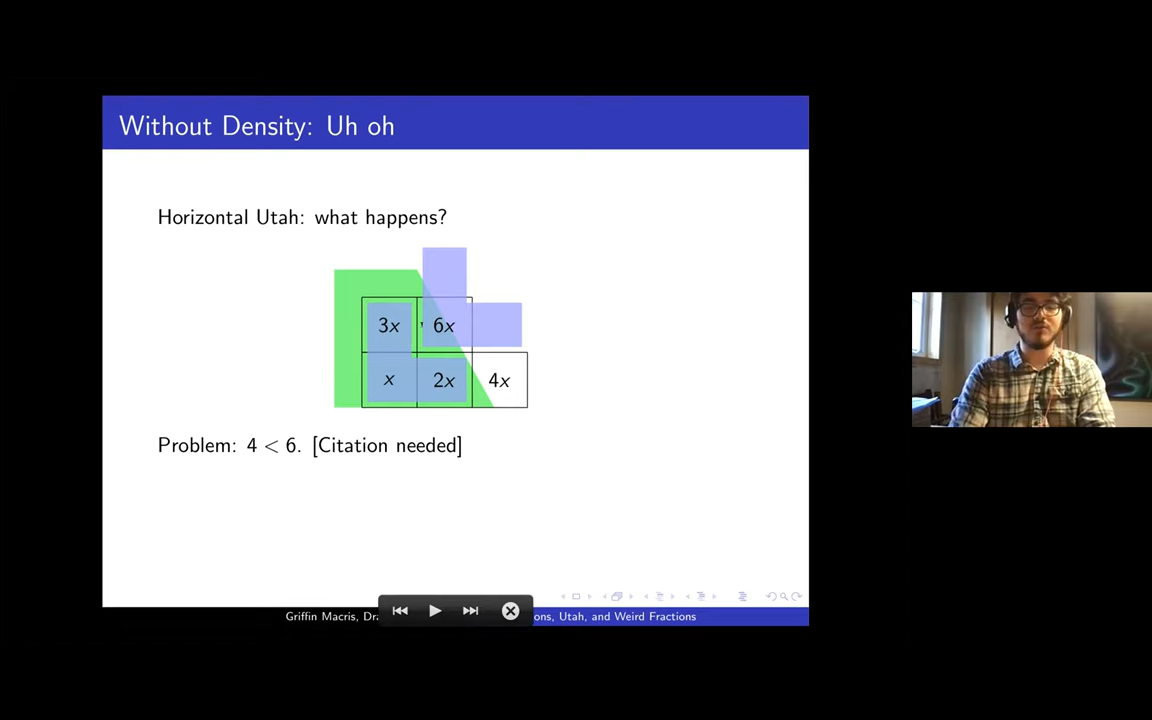 Without Density: Uh oh
Horizontal Utah: what happens?
3x 6x
x 2x 4x
Problem: 4 < 6. [Citation needed]
Griffin Macris, ons, Utah, and Weird Fractions